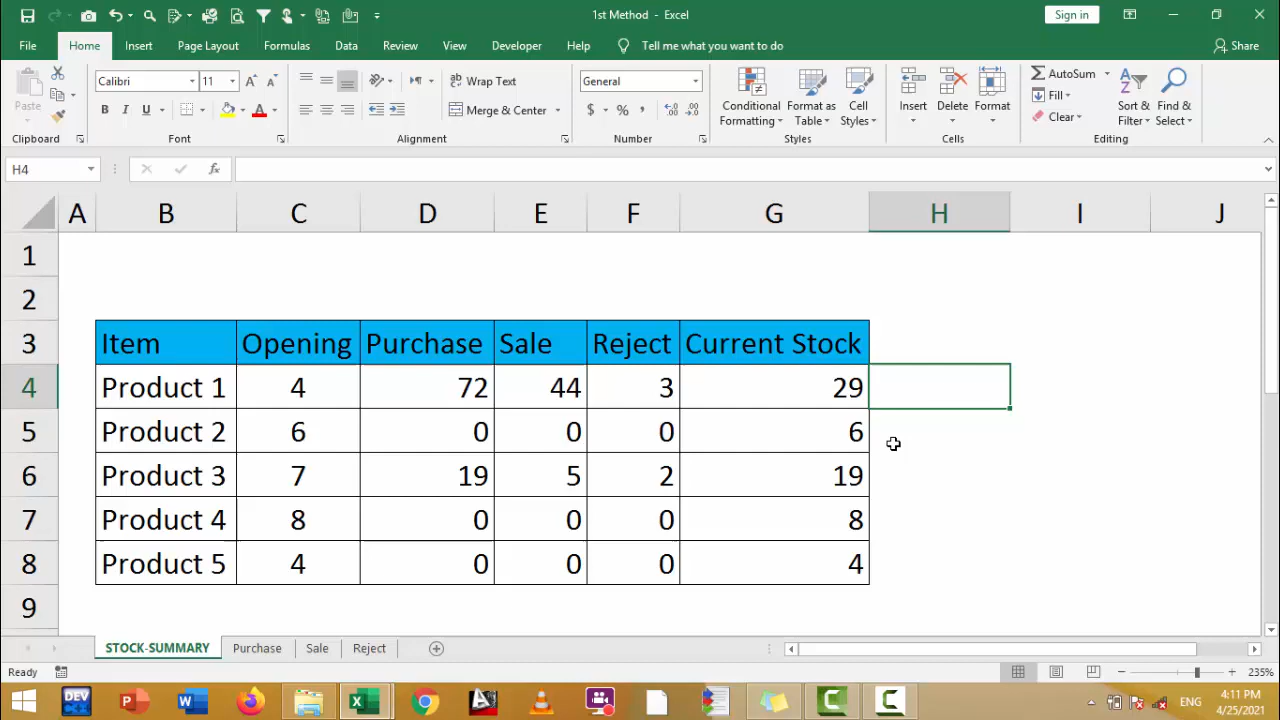 1st Method - Excel
Sign in
File Home Insert Page Layout Formulas Data Review View Developer Help Tell me what you want to do Share
Paste
Calibri 11
Wrap Text
General
Merge & Center
$ % ,
Conditional Formatting
Format as Table
Cell Styles
Insert Delete Format
AutoSum
Fill
Clear
Sort & Filter
Find & Select
Clipboard Font Alignment Number Styles Cells Editing
H4 fx
A B C D E F G H I J
1
2
3 Item Opening Purchase Sale Reject Current Stock
4 Product 1 4 72 44 3 29
5 Product 2 6 0 0 0 6
6 Product 3 7 19 5 2 19
7 Product 4 8 0 0 0 8
8 Product 5 4 0 0 0 4
9
STOCK-SUMMARY Purchase Sale Reject
Ready 235%
DEV ENG 4:11 PM
4/25/2021